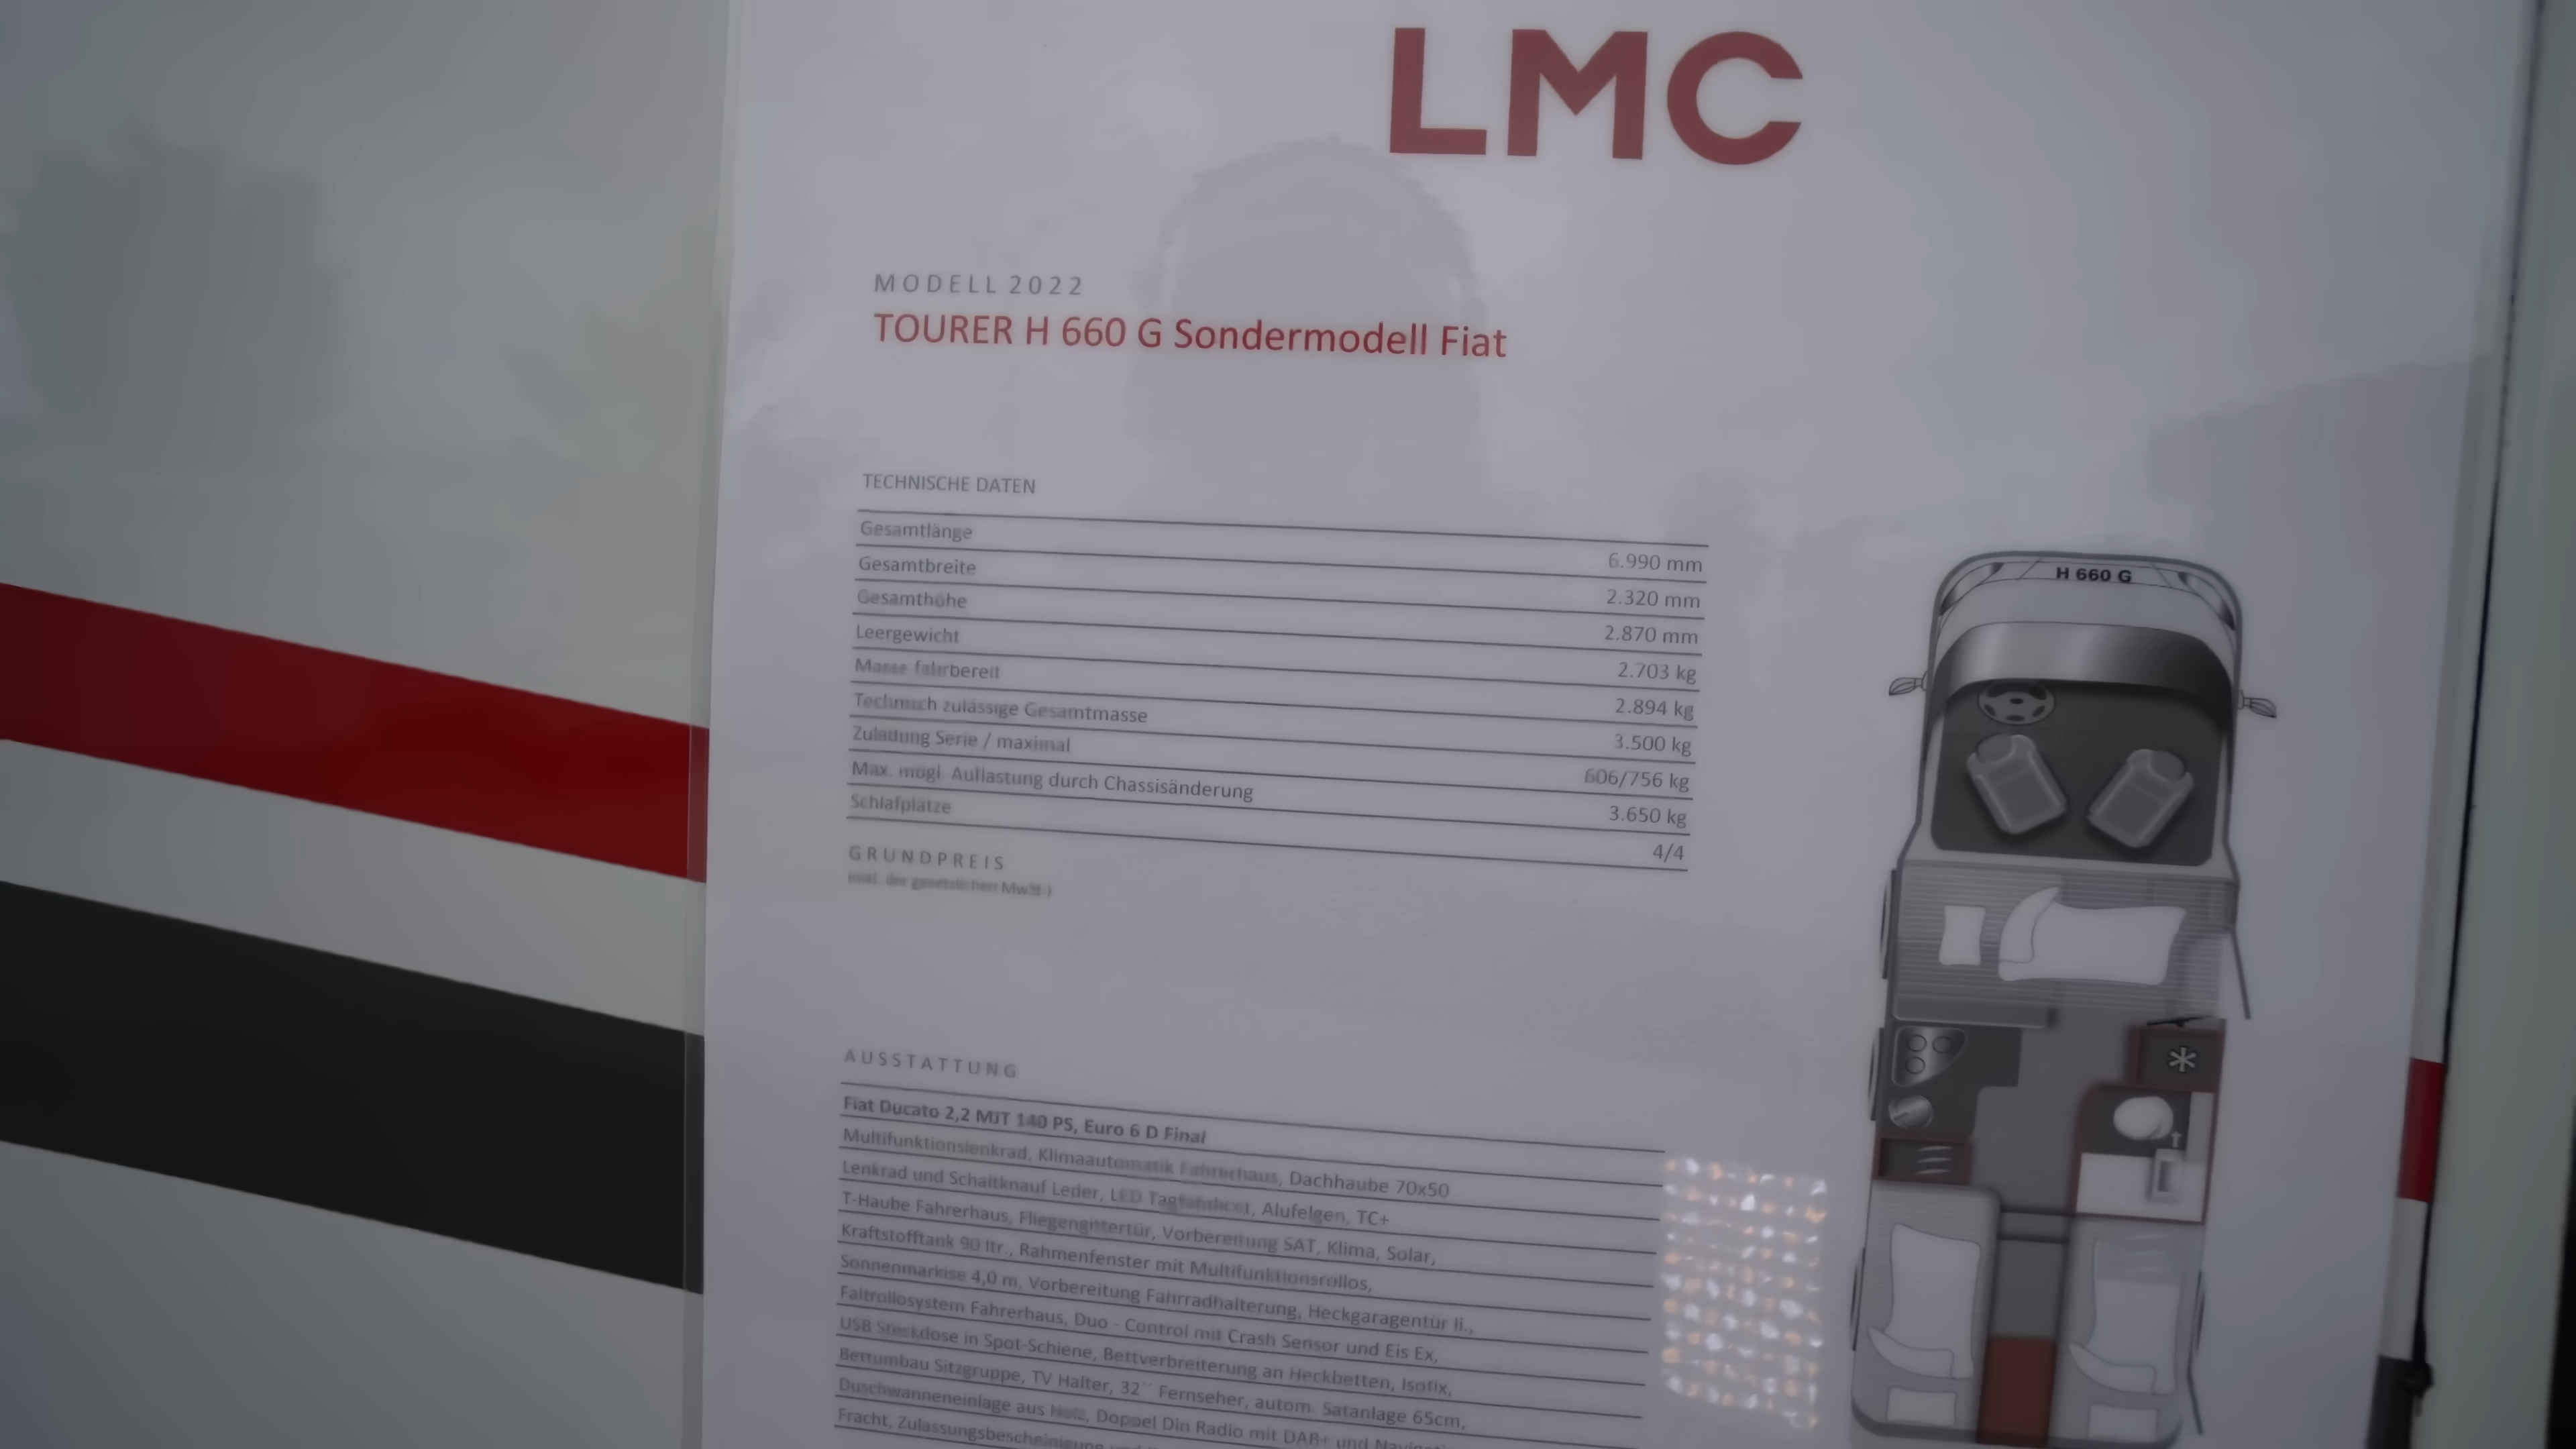 LMC
MODELL 2022
TOURER H 660 G Sondermodell Fiat
TECHNISCHE DATEN
Gesamtlänge 6.990 mm
Gesamtbreite 2.320 mm
Gesamthöhe 2.870 mm
Leergewicht 2.703 kg
Masse fahrbereit 2.894 kg
Technisch zulässige Gesamtmasse 3.500 kg
Zuladung Serie / maximal 606/756 kg
Max. mögl. Auflastung durch Chassisänderung 3.650 kg
Schlafplätze 4/4
GRUNDPREIS
(inkl. der gesetzlichen MwSt.)
H 660 G
AUSSTATTUNG
Fiat Ducato 2,2 MJT 140 PS, Euro 6 D Final
Multifunktionslenkrad, Klimaautomatik Fahrerhaus, Dachhaube 70x50
Lenkrad und Schaltknauf Leder, LED Tagfahrlicht, Alufelgen, TC+
T-Haube Fahrerhaus, Fliegengittertür, Vorbereitung SAT, Klima, Solar,
Kraftstofftank 90 ltr , Rahmenfenster mit Multifunktionsrollos,
Sonnenmarkise 4,0 m, Vorbereitung Fahrradhalterung, Heckgaragentür li.,
Faltrollosystem Fahrerhaus, Duo - Control mit Crash Sensor und Eis Ex,
USB Steckdose in Spot-Schiene, Bettverbreiterung an Heckbetten, Isofix,
Bettumbau Sitzgruppe, TV Halter, 32´´ Fernseher, autom. Satanlage 65cm,
Duschwanneneinlage aus Holz, Doppel Din Radio mit DAB+ und
Fracht, Zulassungsbescheinigung